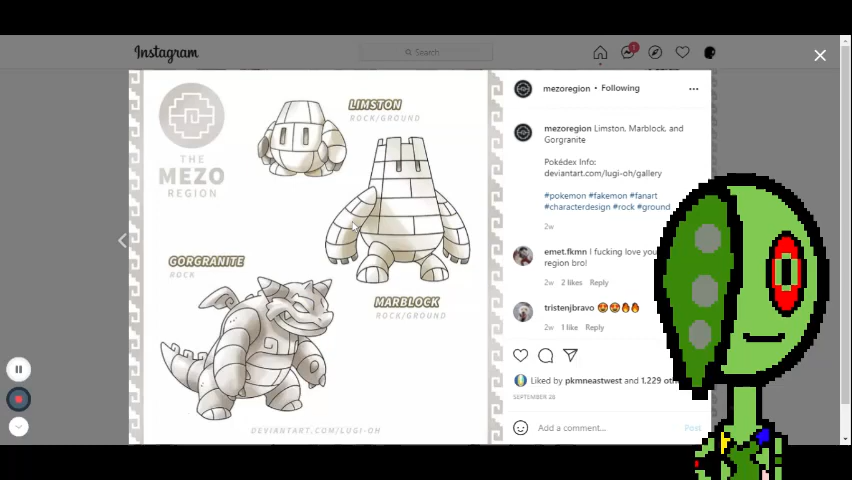 Instagram
Search
1
THE
MEZO
REGION
LIMSTON
ROCK/GROUND
GORGRANITE
ROCK
MARBLOCK
ROCK/GROUND
DEVIANTART.COM/LUGI-OH
mezoregion • Following
mezoregion Limston, Marblock, and
Gorgranite
Pokédex Info:
deviantart.com/lugi-oh/gallery
#pokemon #fakemon #fanart
#characterdesign #rock #ground
2w
emet.fkmn I fucking love you
region bro!
2w 2 likes Reply
tristenjbravo 😍😍🔥🔥
2w 1 like Reply
Liked by pkmneastwest and 1,229
SEPTEMBER 28
Add a comment...
Post